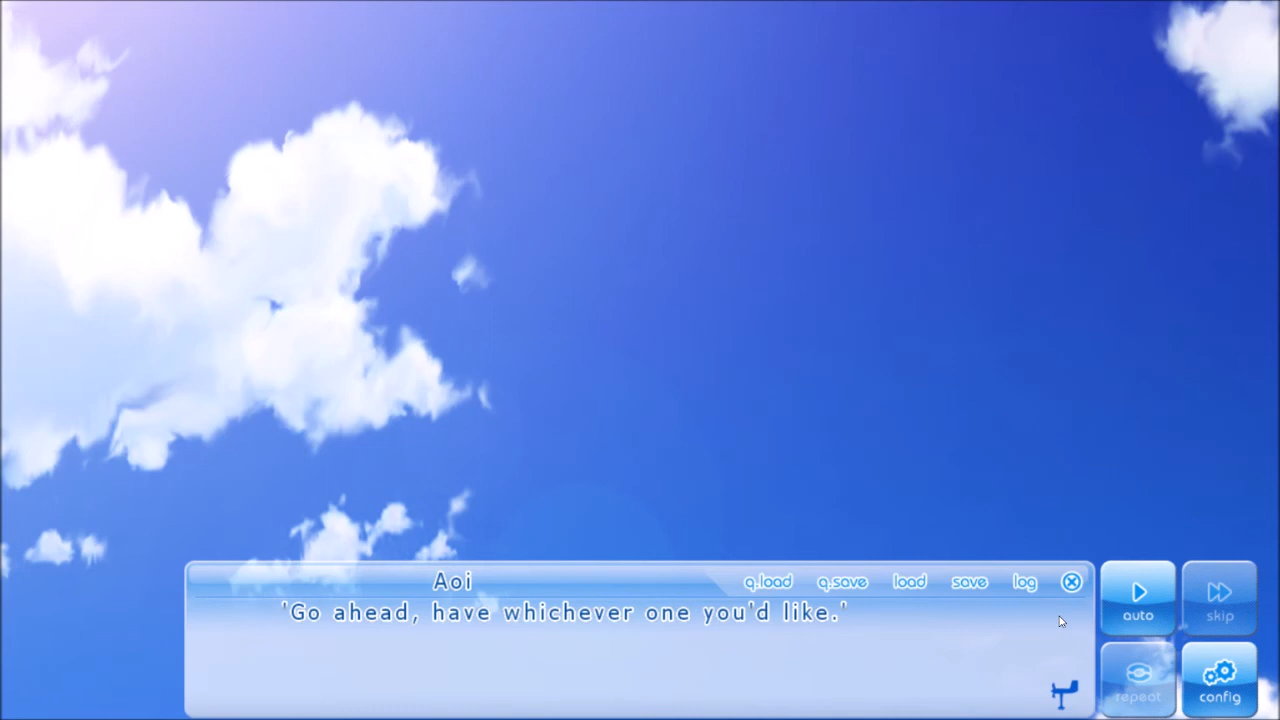 Aoi
q.load q.save load save log
'Go ahead, have whichever one you'd like.'
auto
skip
repeat
config